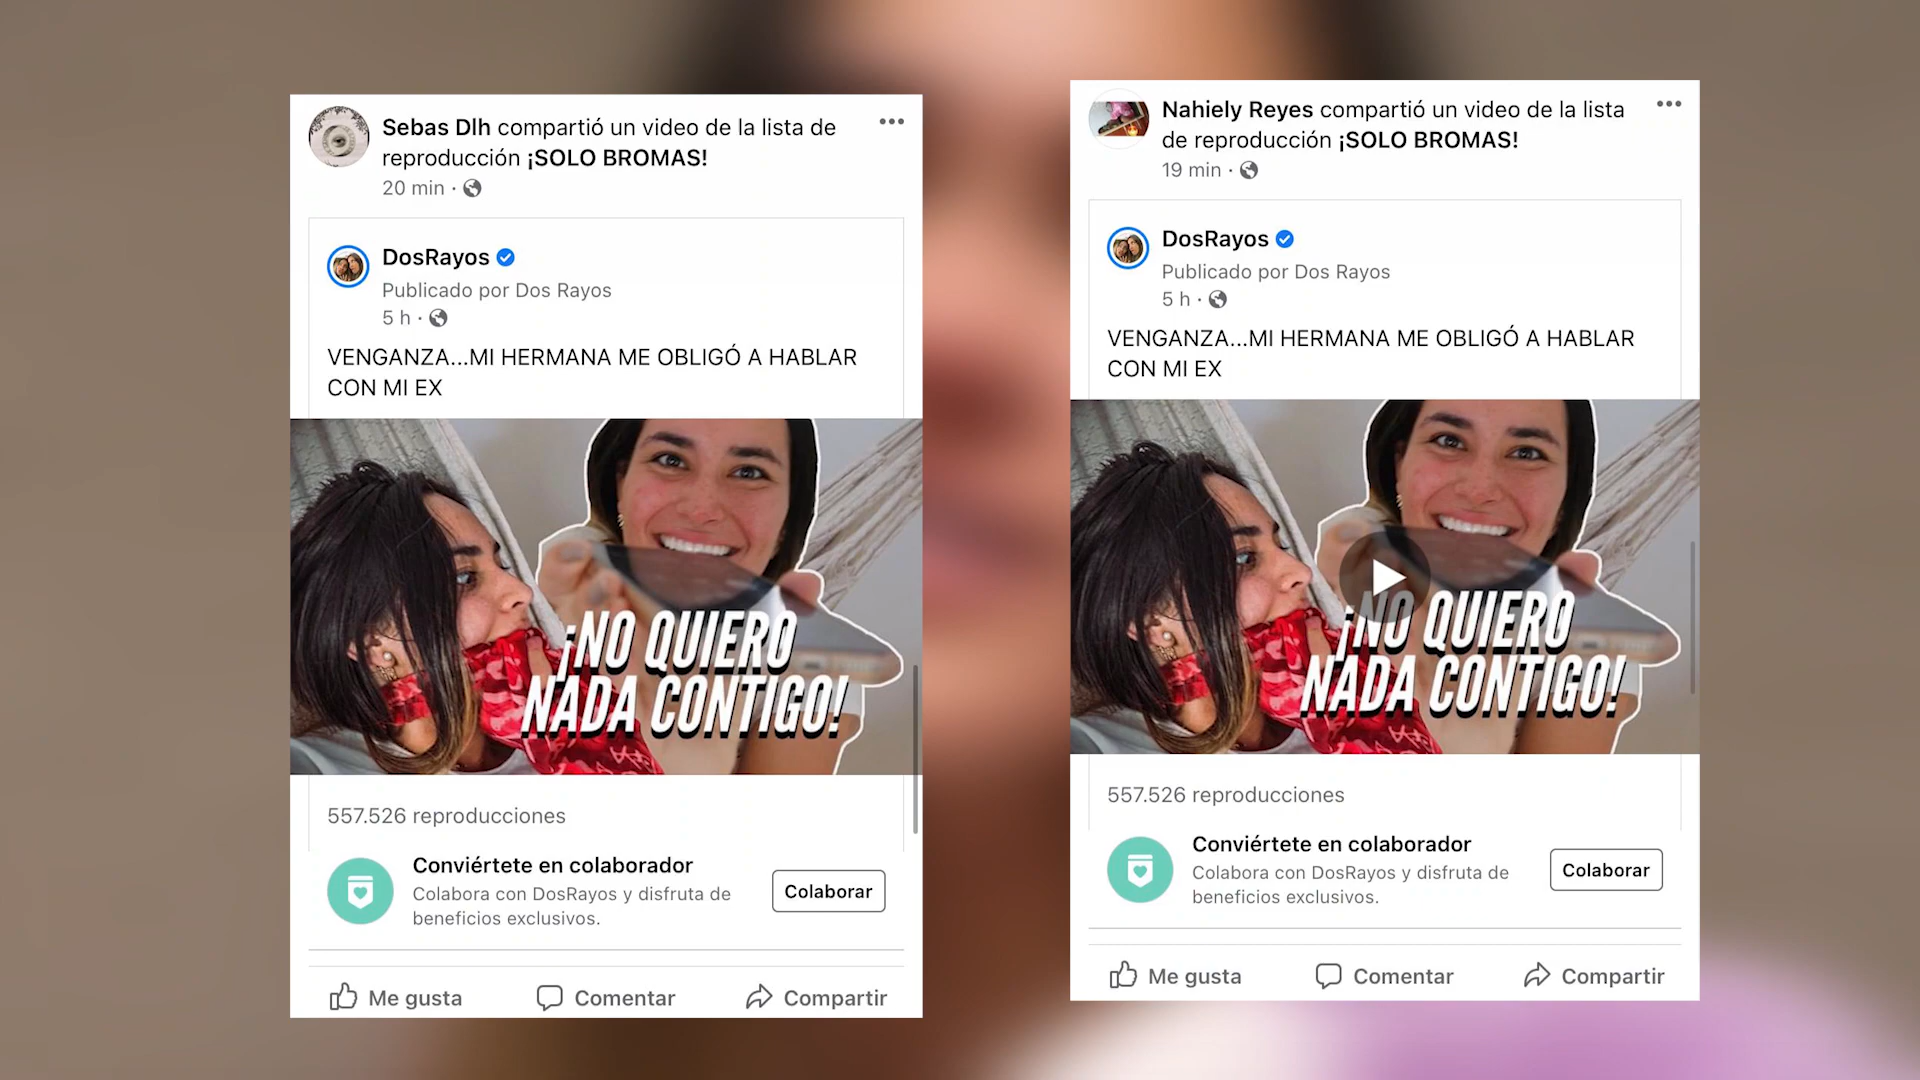 Sebas Dlh compartió un video de la lista de
reproducción ¡SOLO BROMAS!
20 min ·
DosRayos
Publicado por Dos Rayos
5 h ·
VENGANZA...MI HERMANA ME OBLIGÓ A HABLAR
CON MI EX
¡NO QUIERO
NADA CONTIGO!
557.526 reproducciones
Conviértete en colaborador
Colabora con DosRayos y disfruta de
beneficios exclusivos.
Colaborar
Me gusta
Comentar
Compartir
Nahiely Reyes compartió un video de la lista
de reproducción ¡SOLO BROMAS!
19 min ·
DosRayos
Publicado por Dos Rayos
5 h ·
VENGANZA...MI HERMANA ME OBLIGÓ A HABLAR
CON MI EX
¡NO QUIERO
NADA CONTIGO!
557.526 reproducciones
Conviértete en colaborador
Colabora con DosRayos y disfruta de
beneficios exclusivos.
Colaborar
Me gusta
Comentar
Compartir